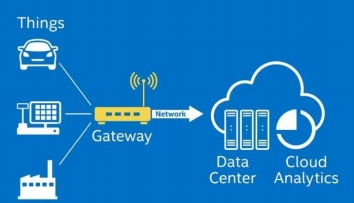 Things
Network
Gateway
Data
Center
Cloud
Analytics